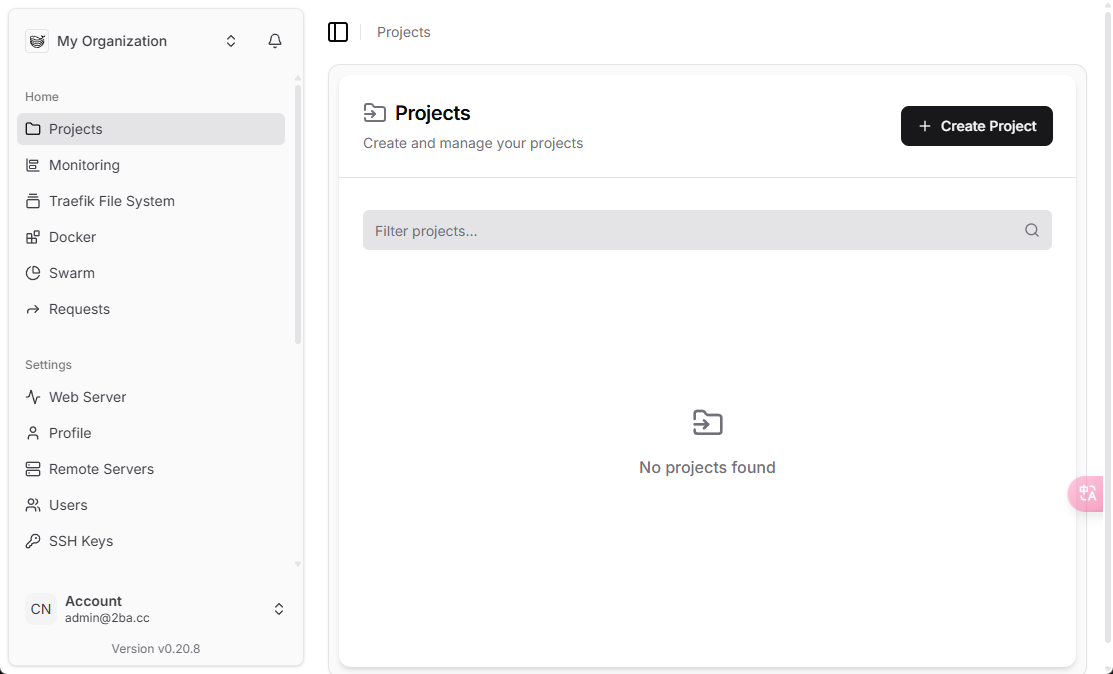 My Organization
Home
Projects
Monitoring
Traefik File System
Docker
Swarm
Requests
Settings
Web Server
Profile
Remote Servers
Users
SSH Keys
CN
Account
admin@2ba.cc
Version v0.20.8
Projects
Projects
Create and manage your projects
Create Project
Filter projects...
No projects found
中A